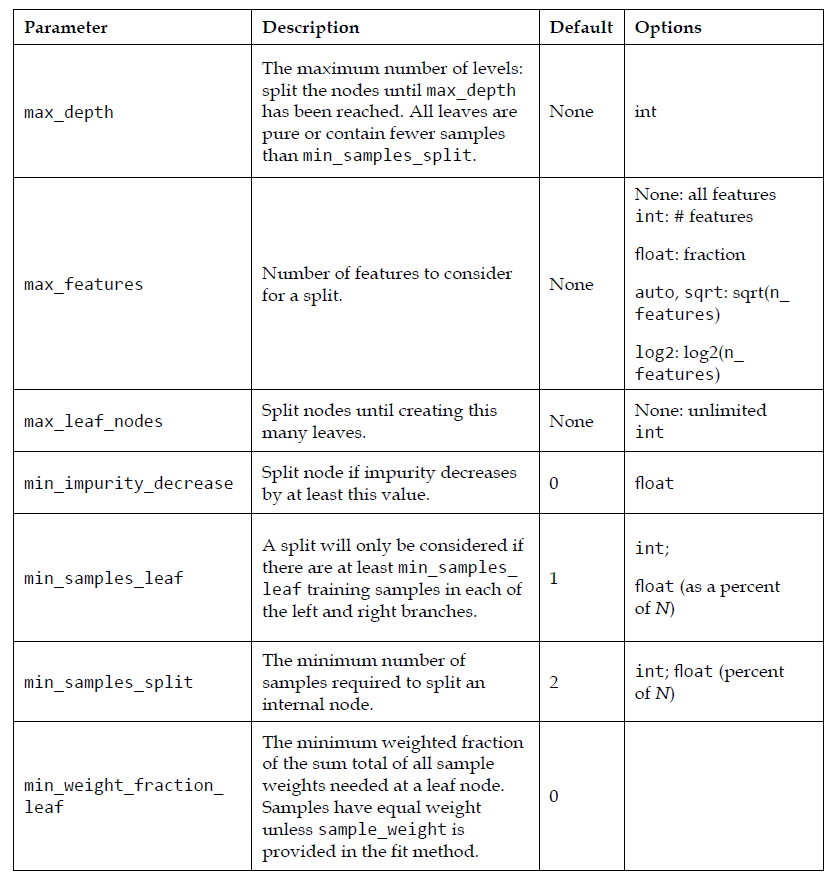 Parameter Description Default Options
max_depth
The maximum number of levels:
split the nodes until max_depth
has been reached. All leaves are
pure or contain fewer samples
than min_samples_split.
None
int
max_features
Number of features to consider
for a split.
None
None: all features
int: # features
float: fraction
auto, sqrt: sqrt(n_
features)
log2: log2(n_
features)
max_leaf_nodes
Split nodes until creating this
many leaves.
None
None: unlimited
int
min_impurity_decrease
Split node if impurity decreases
by at least this value.
0
float
min_samples_leaf
A split will only be considered if
there are at least min_samples_
leaf training samples in each of
the left and right branches.
1
int;
float (as a percent
of N)
min_samples_split
The minimum number of
samples required to split an
internal node.
2
int; float (percent
of N)
min_weight_fraction_
leaf
The minimum weighted fraction
of the sum total of all sample
weights needed at a leaf node.
Samples have equal weight
unless sample_weight is
provided in the fit method.
0